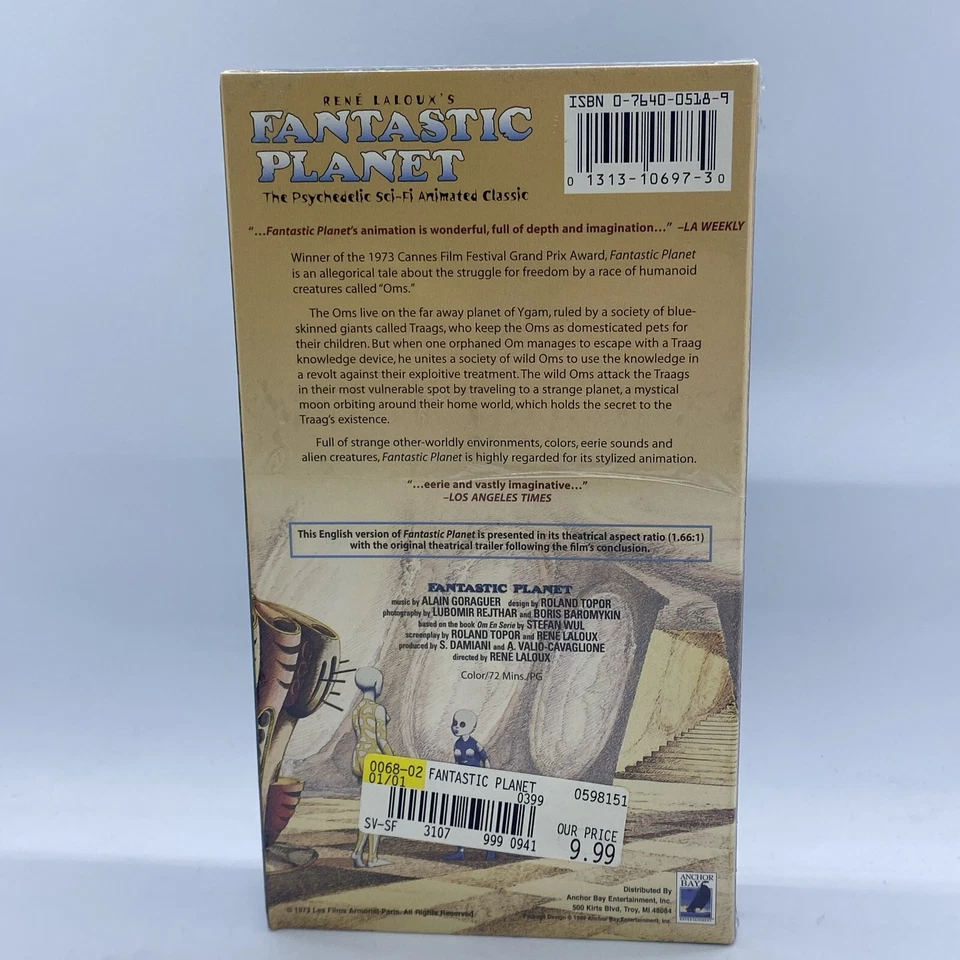 RENÉ LALOUX'S
FANTASTIC
PLANET
The Psychedelic Sci-Fi Animated Classic
ISBN 0-7640-0518-9
0 1313-10697-3 0
"...Fantastic Planet's animation is wonderful, full of depth and imagination..." –LA WEEKLY
Winner of the 1973 Cannes Film Festival Grand Prix Award, Fantastic Planet
is an allegorical tale about the struggle for freedom by a race of humanoid
creatures called "Oms."
The Oms live on the far away planet of Ygam, ruled by a society of blue-
skinned giants called Traags, who keep the Oms as domesticated pets for
their children. But when one orphaned Om manages to escape with a Traag
knowledge device, he unites a society of wild Oms to use the knowledge in
a revolt against their exploitive treatment. The wild Oms attack the Traags
in their most vulnerable spot by traveling to a strange planet, a mystical
moon orbiting around their home world, which holds the secret to the
Traag's existence.
Full of strange other-worldly environments, colors, eerie sounds and
alien creatures, Fantastic Planet is highly regarded for its stylized animation.
"...eerie and vastly imaginative..."
–LOS ANGELES TIMES
This English version of Fantastic Planet is presented in its theatrical aspect ratio (1.66:1)
with the original theatrical trailer following the film's conclusion.
FANTASTIC PLANET
music by ALAIN GORAGUER design by ROLAND TOPOR
photography by LUBOMIR REJTHAR and BORIS BAROMYKIN
based on the book Om En Serie by STEFAN WUL
screenplay by ROLAND TOPOR and RENÉ LALOUX
produced by S. DAMIANI and A. VALIO-CAVAGLIONE
directed by RENÉ LALOUX
Color/72 Mins./PG
0068-02
01/01
FANTASTIC PLANET
0399
0598151
SV-SF 3107 999 0941
OUR PRICE
9.99
ANCHOR
BAY
Distributed By
Anchor Bay Entertainment, Inc.
500 Kirts Blvd, Troy, MI 48084
© 1973 Les Films Armorial-Paris. All Rights Reserved.
Package Design © 1999 Anchor Bay Entertainment, Inc.